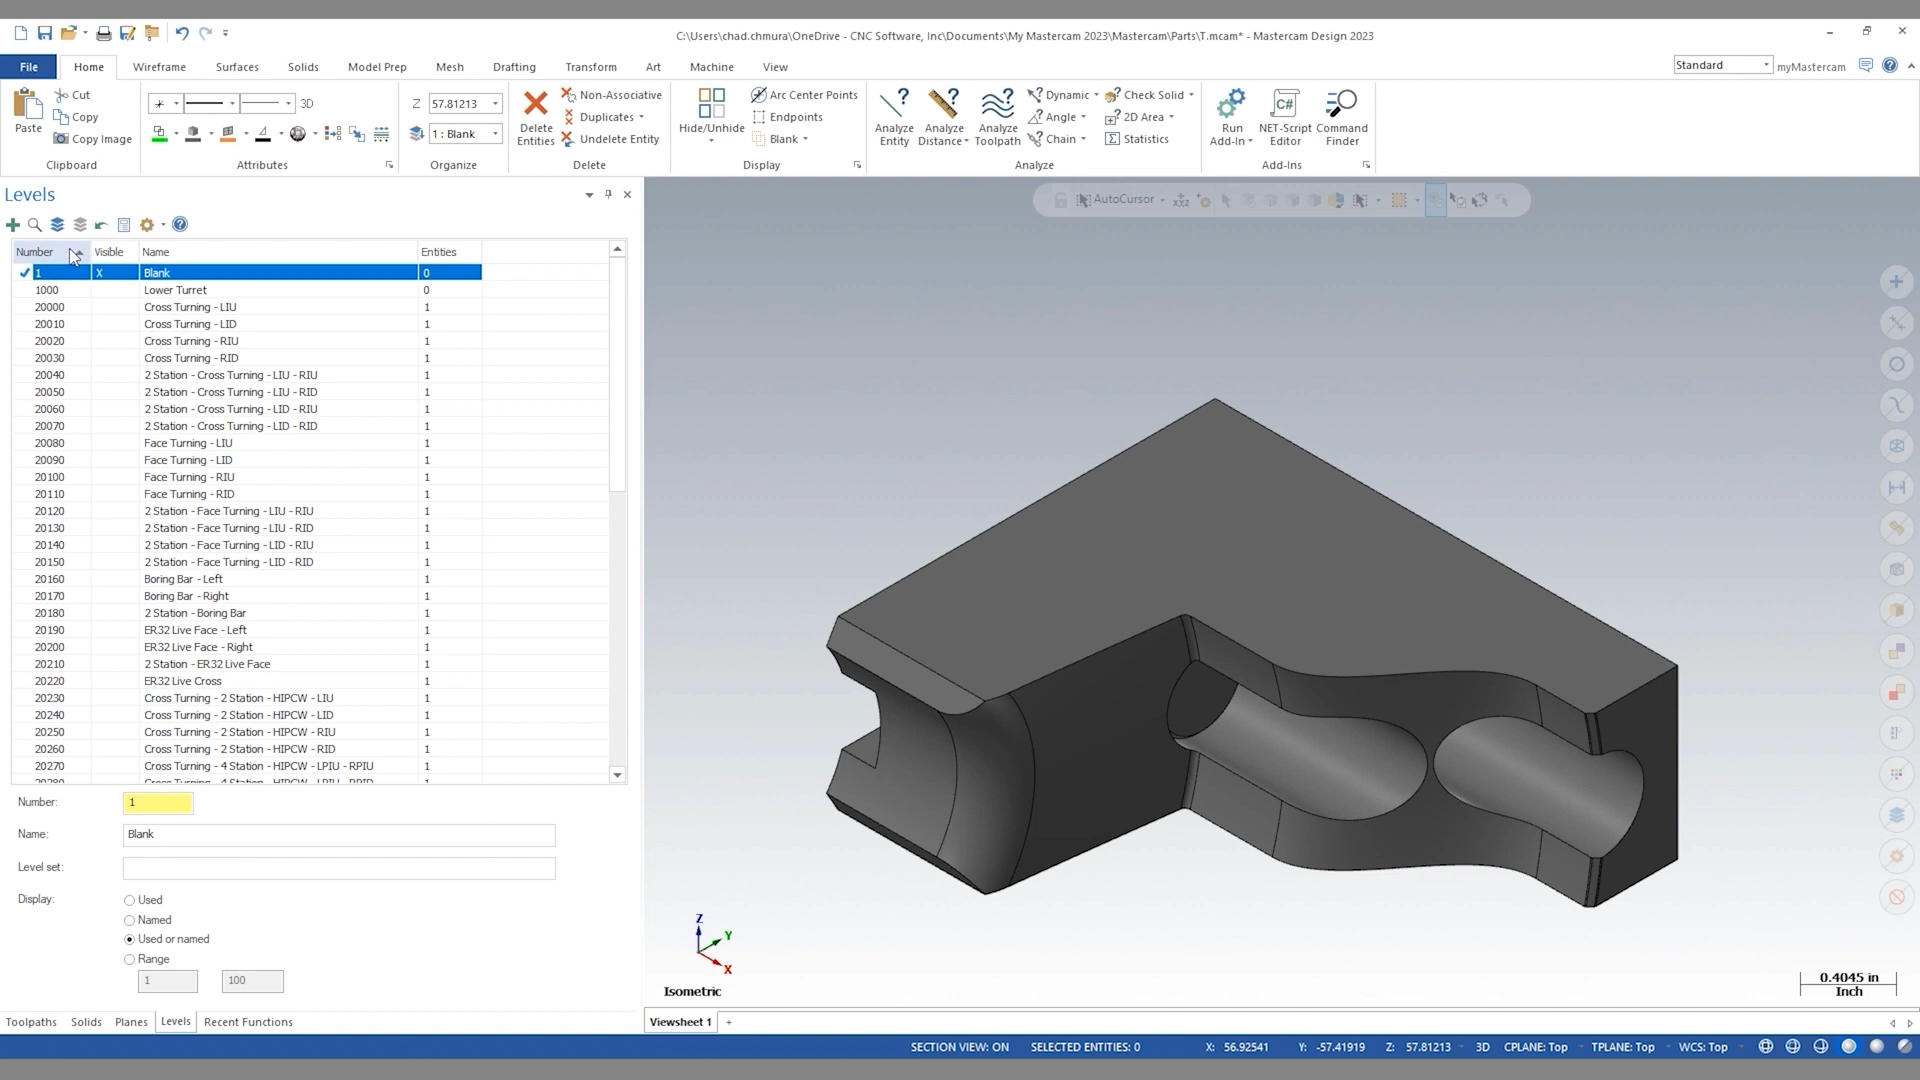 C:\Users\chad.chmura\OneDrive - CNC Software, Inc\Documents\My Mastercam 2023\Mastercam\Parts\T.mcam* - Mastercam Design 2023
File Home Wireframe Surfaces Solids Model Prep Mesh Drafting Transform Art Machine View Standard myMastercam
Paste Cut Copy Copy Image Clipboard
3D Attributes
Z 57.81213 1 : Blank Organize
Delete Entities Non-Associative Duplicates Undelete Entity Delete
Hide/Unhide Arc Center Points Endpoints Blank Display
Analyze Entity Analyze Distance Analyze Toolpath Dynamic Angle Chain Check Solid 2D Area Statistics Analyze
Run Add-In NET-Script Editor Command Finder Add-Ins
Levels
AutoCursor
Number Visible Name Entities
1 X Blank 0
1000 Lower Turret 0
20000 Cross Turning - LIU 1
20010 Cross Turning - LID 1
20020 Cross Turning - RIU 1
20030 Cross Turning - RID 1
20040 2 Station - Cross Turning - LIU - RIU 1
20050 2 Station - Cross Turning - LIU - RID 1
20060 2 Station - Cross Turning - LID - RIU 1
20070 2 Station - Cross Turning - LID - RID 1
20080 Face Turning - LIU 1
20090 Face Turning - LID 1
20100 Face Turning - RIU 1
20110 Face Turning - RID 1
20120 2 Station - Face Turning - LIU - RIU 1
20130 2 Station - Face Turning - LIU - RID 1
20140 2 Station - Face Turning - LID - RIU 1
20150 2 Station - Face Turning - LID - RID 1
20160 Boring Bar - Left 1
20170 Boring Bar - Right 1
20180 2 Station - Boring Bar 1
20190 ER32 Live Face - Left 1
20200 ER32 Live Face - Right 1
20210 2 Station - ER32 Live Face 1
20220 ER32 Live Cross 1
20230 Cross Turning - 2 Station - HIPCW - LIU 1
20240 Cross Turning - 2 Station - HIPCW - LID 1
20250 Cross Turning - 2 Station - HIPCW - RIU 1
20260 Cross Turning - 2 Station - HIPCW - RID 1
20270 Cross Turning - 4 Station - HIPCW - LPIU - RPIU 1
20280 Cross Turning - 4 Station - HIPCW - LPIU - RPID 1
Number: 1
Name: Blank
Level set:
Display: Used
Named
Used or named
Range
1 100
Z
Y
X
Isometric
0.4045 in
Inch
Toolpaths Solids Planes Levels Recent Functions
Viewsheet 1 +
SECTION VIEW: ON SELECTED ENTITIES: 0 X: 56.92541 Y: -57.41919 Z: 57.81213 3D CPLANE: Top TPLANE: Top WCS: Top